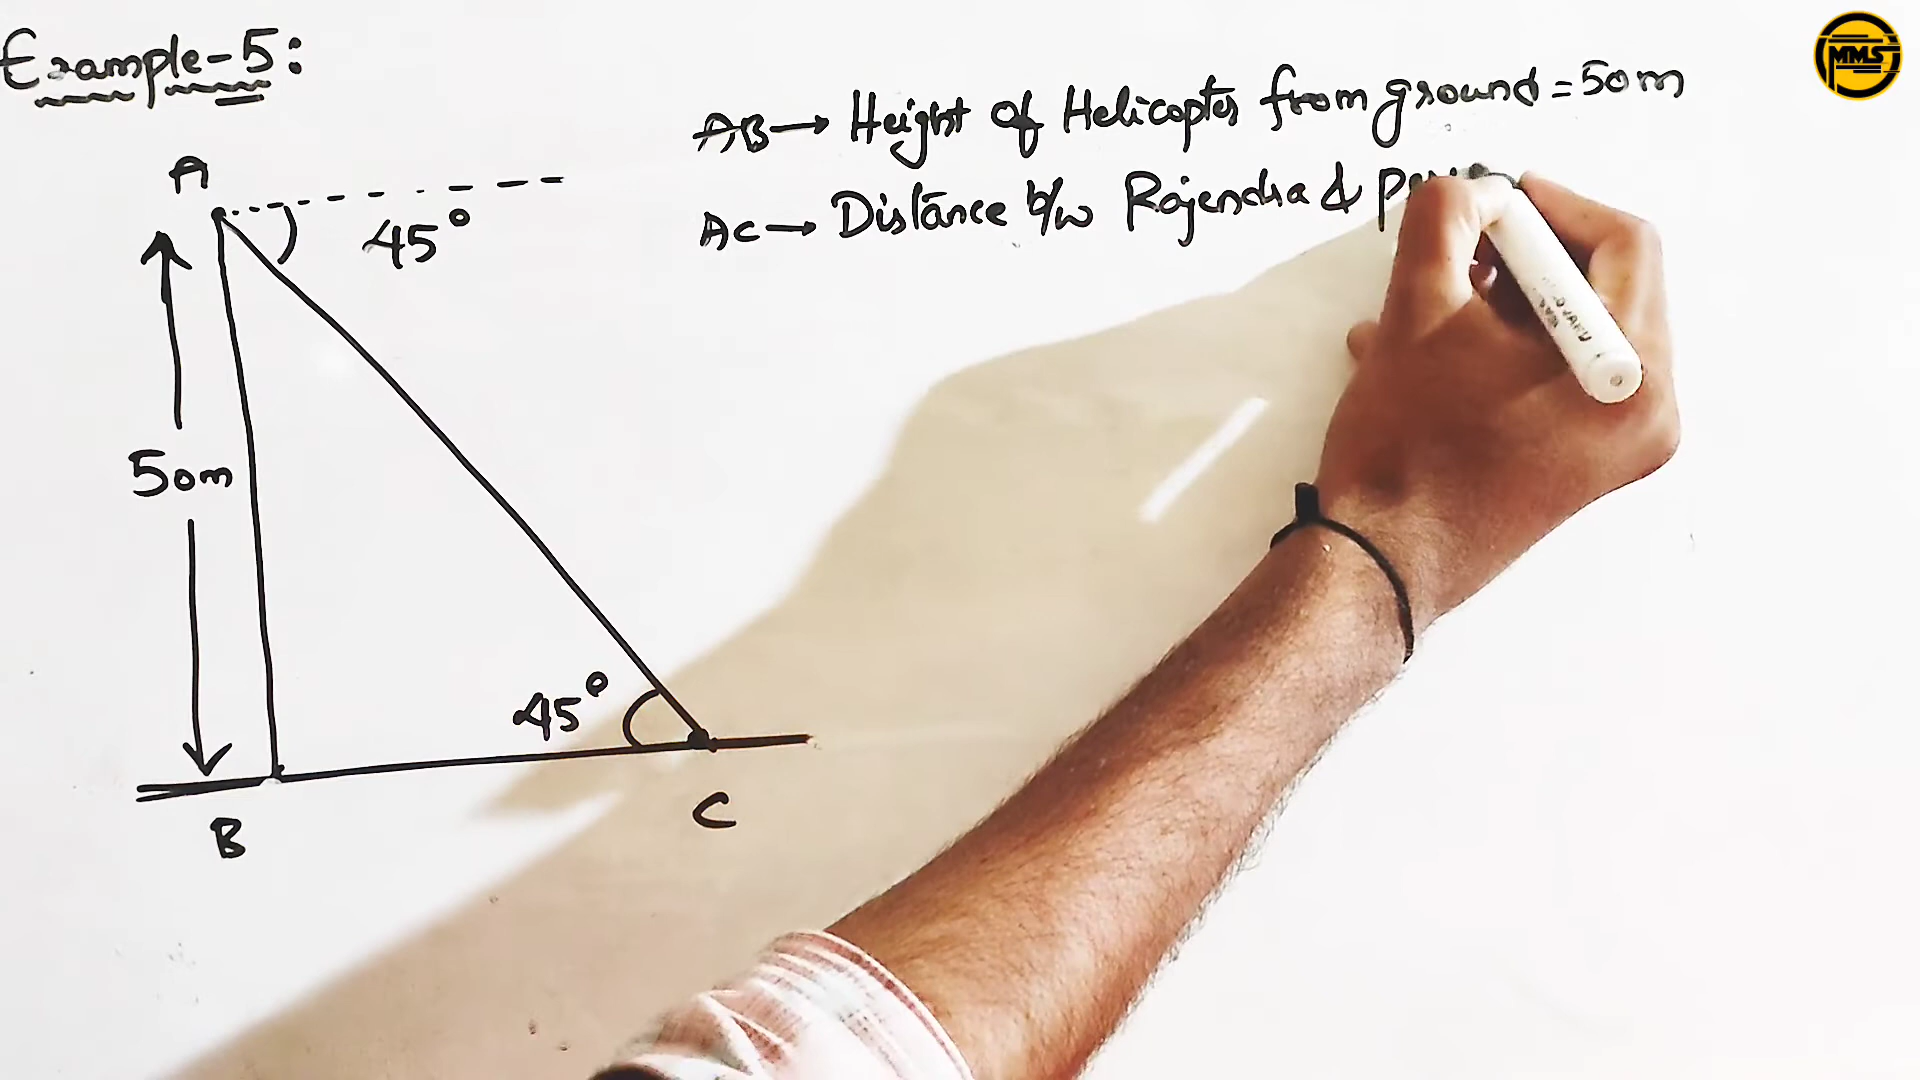 Example-5:
AB→ Height of Helicopter from ground = 50m
AC→ Distance b/w Rajendra &
A
45°
50m
45°
B
C
MMS